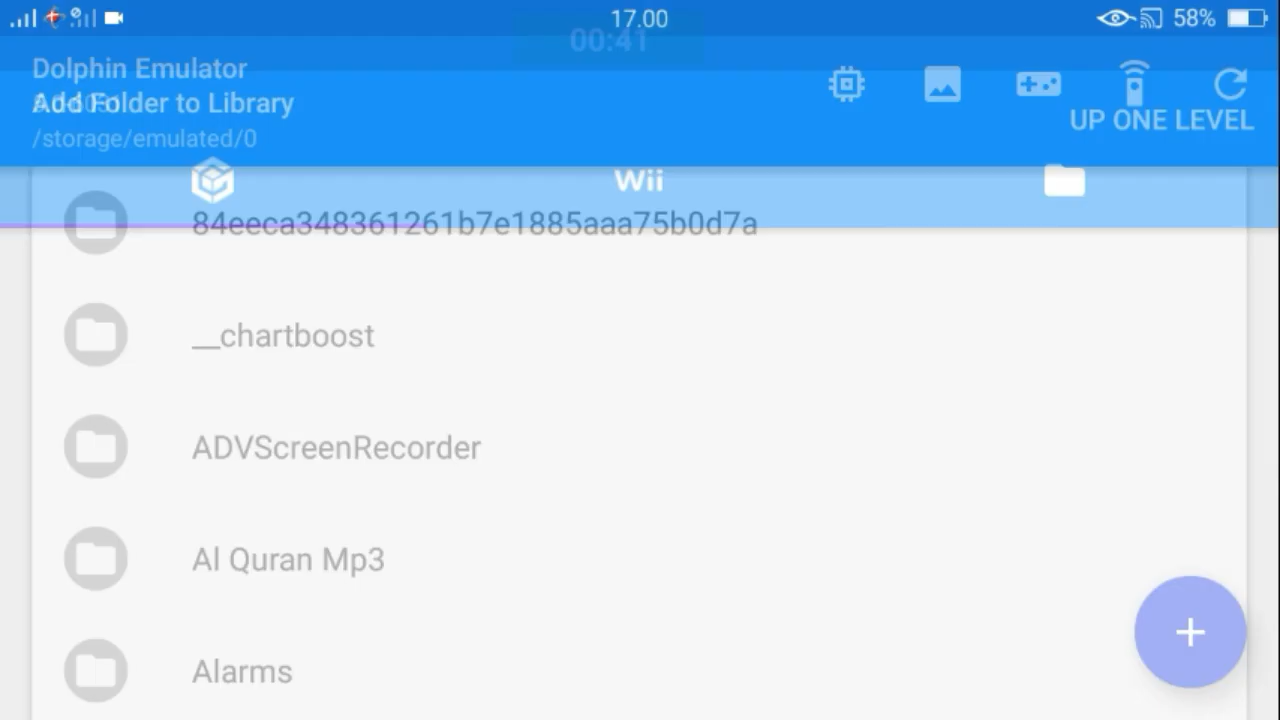 17.00
58%
00:41
Dolphin Emulator
Add Folder to Library
/storage/emulated/0
UP ONE LEVEL
Wii
84eeca348361261b7e1885aaa75b0d7a
__chartboost
ADVScreenRecorder
Al Quran Mp3
Alarms